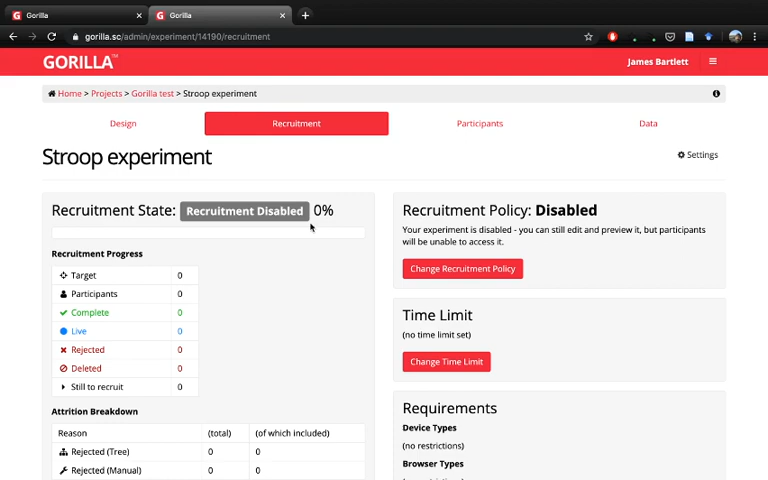 Gorilla
Gorilla
gorilla.sc/admin/experiment/14190/recruitment
GORILLA™
James Bartlett
Home > Projects > Gorilla test > Stroop experiment
Design
Recruitment
Participants
Data
Stroop experiment
Settings
Recruitment State: Recruitment Disabled 0%
Recruitment Progress
Target 0
Participants 0
Complete 0
Live 0
Rejected 0
Deleted 0
Still to recruit 0
Attrition Breakdown
Reason (total) (of which included)
Rejected (Tree) 0 0
Rejected (Manual) 0 0
Recruitment Policy: Disabled
Your experiment is disabled - you can still edit and preview it, but participants
will be unable to access it.
Change Recruitment Policy
Time Limit
(no time limit set)
Change Time Limit
Requirements
Device Types
(no restrictions)
Browser Types